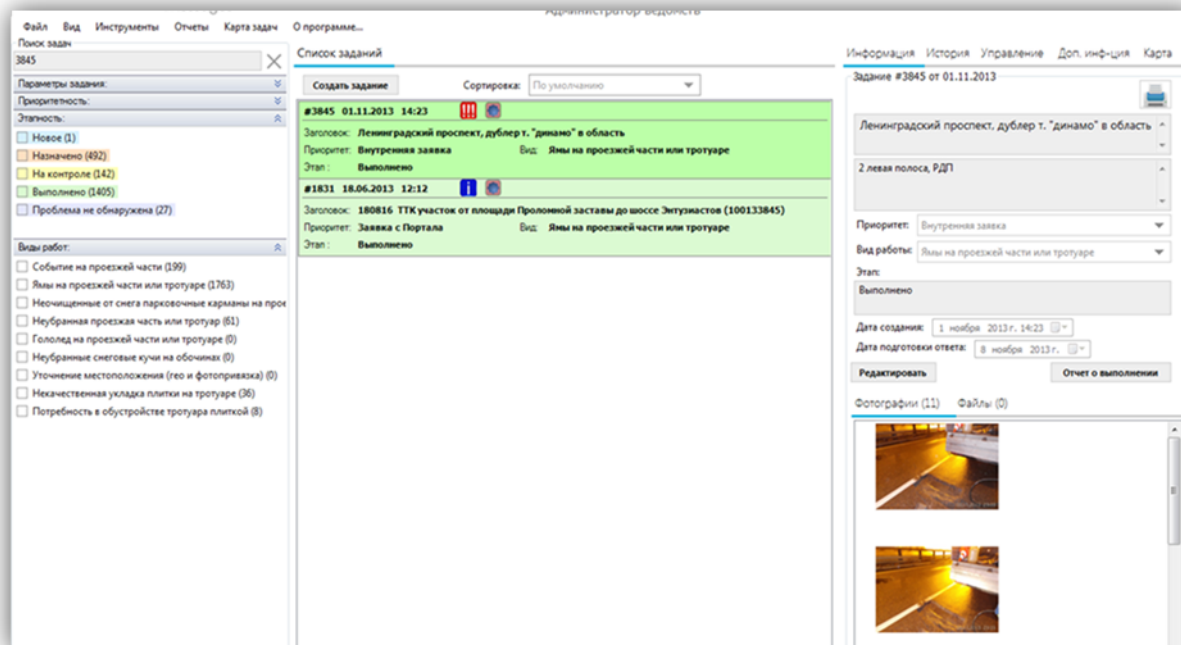 Администратор ведомств
Файл Вид Инструменты Отчеты Карта задач О программе...
Поиск задач
3845
Параметры задания:
Приоритетность:
Этапность:
Новое (1)
Назначено (492)
На контроле (142)
Выполнено (1405)
Проблема не обнаружена (27)
Виды работ:
Событие на проезжей части (199)
Ямы на проезжей части или тротуаре (1763)
Неочищенные от снега парковочные карманы на прое
Неубранная проезжая часть или тротуар (61)
Гололед на проезжей части или тротуаре (0)
Неубранные снеговые кучи на обочинах (0)
Уточнение местоположения (гео и фотопривязка) (0)
Некачественная укладка плитки на тротуаре (36)
Потребность в обустройстве тротуара плиткой (8)
Список заданий
Создать задание Сортировка: По умолчанию
#3845 01.11.2013 14:23
Заголовок: Ленинградский проспект, дублер т. "динамо" в область
Приоритет: Внутренняя заявка Вид: Ямы на проезжей части или тротуаре
Этап : Выполнено
#1831 18.06.2013 12:12
Заголовок: 180816 ТТК участок от площади Проломной заставы до шоссе Энтузиастов (100133845)
Приоритет: Заявка с Портала Вид: Ямы на проезжей части или тротуаре
Этап : Выполнено
Информация История Управление Доп. инф-ция Карта
Задание #3845 от 01.11.2013
Ленинградский проспект, дублер т. "динамо" в область
2 левая полоса, РДП
Приоритет: Внутренняя заявка
Вид работы: Ямы на проезжей части или тротуаре
Этап:
Выполнено
Дата создания: 1 ноября 2013 г. 14:23
Дата подготовки ответа: 8 ноября 2013 г.
Редактировать Отчет о выполнении
Фотографии (11) Файлы (0)